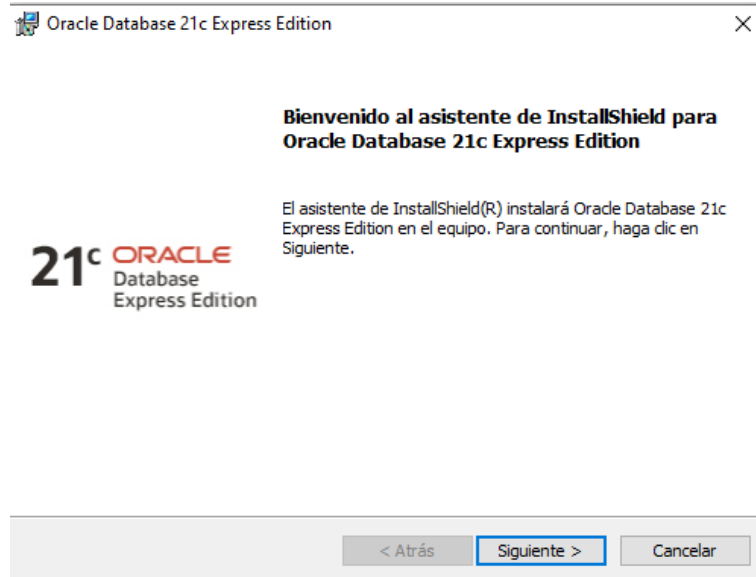 Oracle Database 21c Express Edition
Bienvenido al asistente de InstallShield para
Oracle Database 21c Express Edition
El asistente de InstallShield(R) instalará Oracle Database 21c
Express Edition en el equipo. Para continuar, haga clic en
Siguiente.
21c ORACLE
Database
Express Edition
< Atrás
Siguiente >
Cancelar